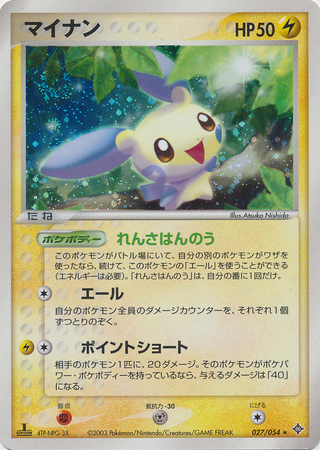 マイナン HP50
たね
Illus.Atsuko Nishida
ポケボディー れんさはんのう
このポケモンがバトル場にいて、自分の別のポケモンがワザを
使ったなら、続けて、このポケモンの「エール」を使うことができる
(エネルギーは必要)。「れんさはんのう」は、自分の番に1回だけ。
エール
自分のポケモン全員のダメージカウンターを、それぞれ1個
ずつとりのぞく。
ポイントショート
相手のポケモン1匹に、20ダメージ。そのポケモンがポケ
パワー・ポケボディーを持っているなら、与えるダメージは「40」に
なる。
弱点 抵抗力 -30 にげる
1 EDITION 4TP-NPG-3A ©2003 Pokémon/Nintendo/Creatures/GAME FREAK 027/054 ★